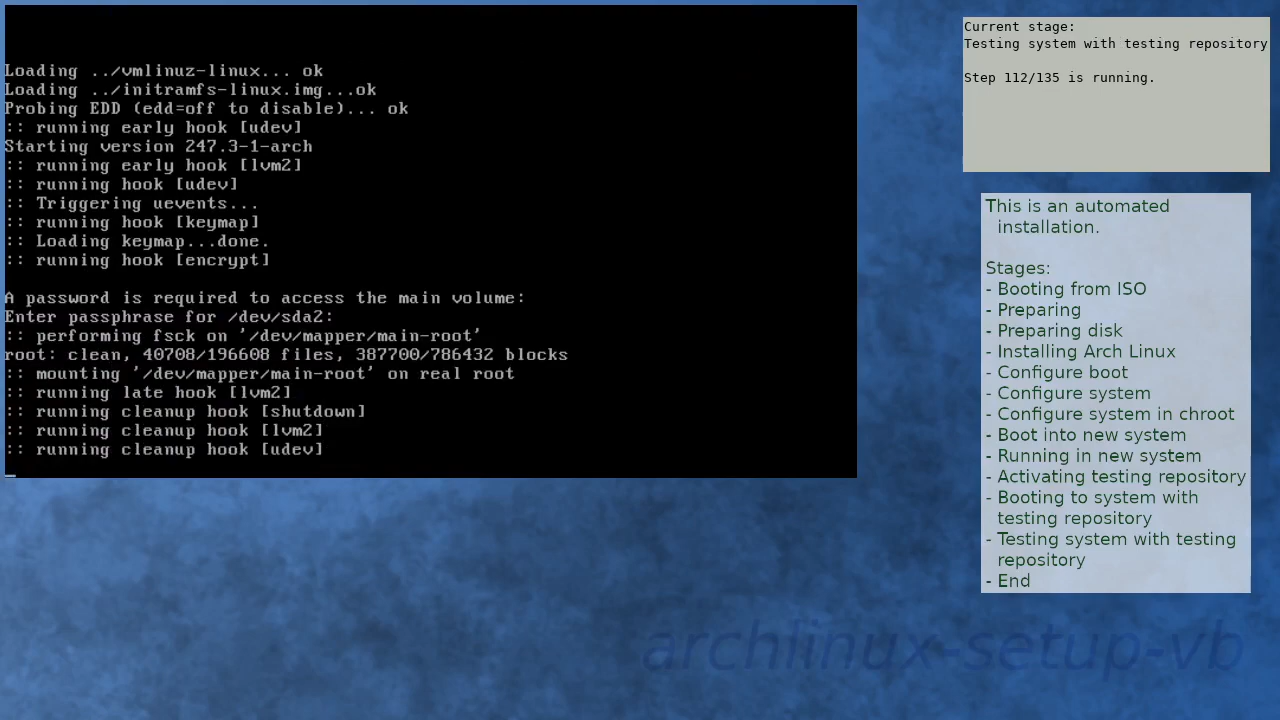 Loading ../vmlinuz-linux... ok
Loading ../initramfs-linux.img...ok
Probing EDD (edd=off to disable)... ok
:: running early hook [udev]
Starting version 247.3-1-arch
:: running early hook [lvm2]
:: running hook [udev]
:: Triggering uevents...
:: running hook [keymap]
:: Loading keymap...done.
:: running hook [encrypt]
A password is required to access the main volume:
Enter passphrase for /dev/sda2:
:: performing fsck on '/dev/mapper/main-root'
root: clean, 40708/196608 files, 387700/786432 blocks
:: mounting '/dev/mapper/main-root' on real root
:: running late hook [lvm2]
:: running cleanup hook [shutdown]
:: running cleanup hook [lvm2]
:: running cleanup hook [udev]
Current stage:
Testing system with testing repository
Step 112/135 is running.
This is an automated
installation.
Stages:
- Booting from ISO
- Preparing
- Preparing disk
- Installing Arch Linux
- Configure boot
- Configure system
- Configure system in chroot
- Boot into new system
- Running in new system
- Activating testing repository
- Booting to system with
testing repository
- Testing system with testing
repository
- End
archlinux-setup-vb